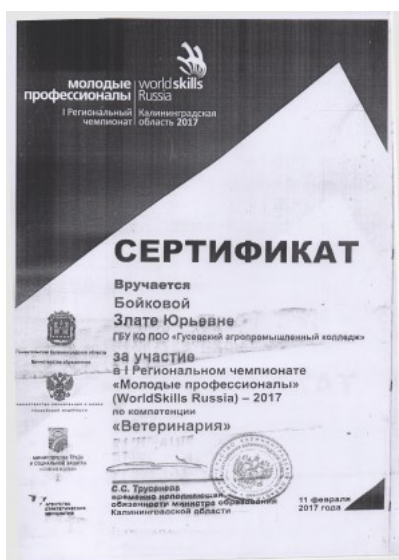 молодые профессионалы
world skills Russia
I Региональный чемпионат
Калининградская область 2017
СЕРТИФИКАТ
Вручается
Бойковой
Злате Юрьевне
ГБУ КО ПОО «Гусевский агропромышленный колледж»
за участие
в I Региональном чемпионате
«Молодые профессионалы»
(WorldSkills Russia) – 2017
по компетенции
«Ветеринария»
С.С. Трусенева
временно исполняющая
обязанности министра образования
Калининградской области
11 февраля
2017 года